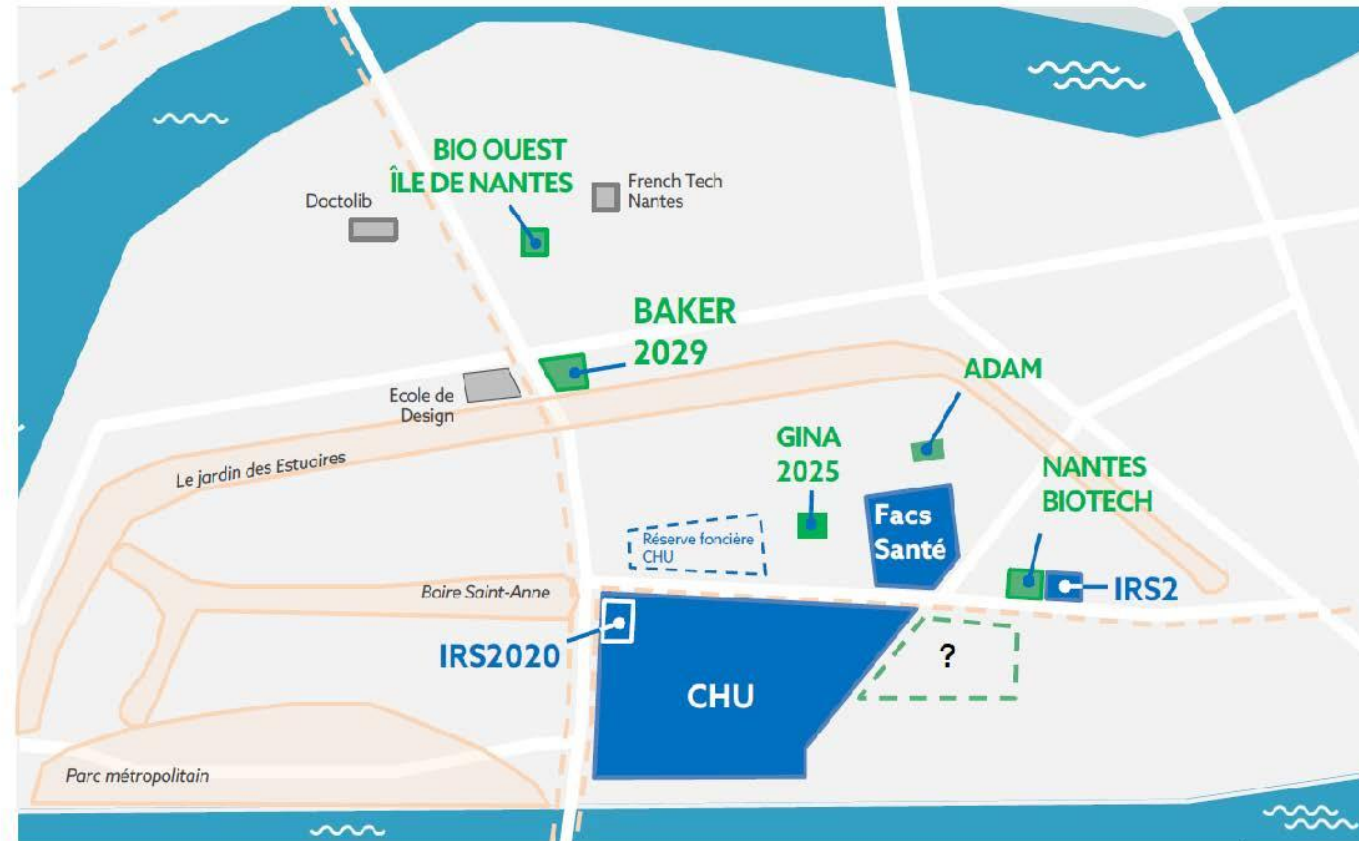 BIO OUEST
ÎLE DE NANTES
French Tech
Nantes
Doctolib
BAKER
2029
Ecole de
Design
ADAM
Le jardin des Estuaires
GINA
2025
NANTES
BIOTECH
Facs
Santé
Réserve foncière
CHU
Boire Saint-Anne
IRS2
IRS2020
?
CHU
Parc métropolitain